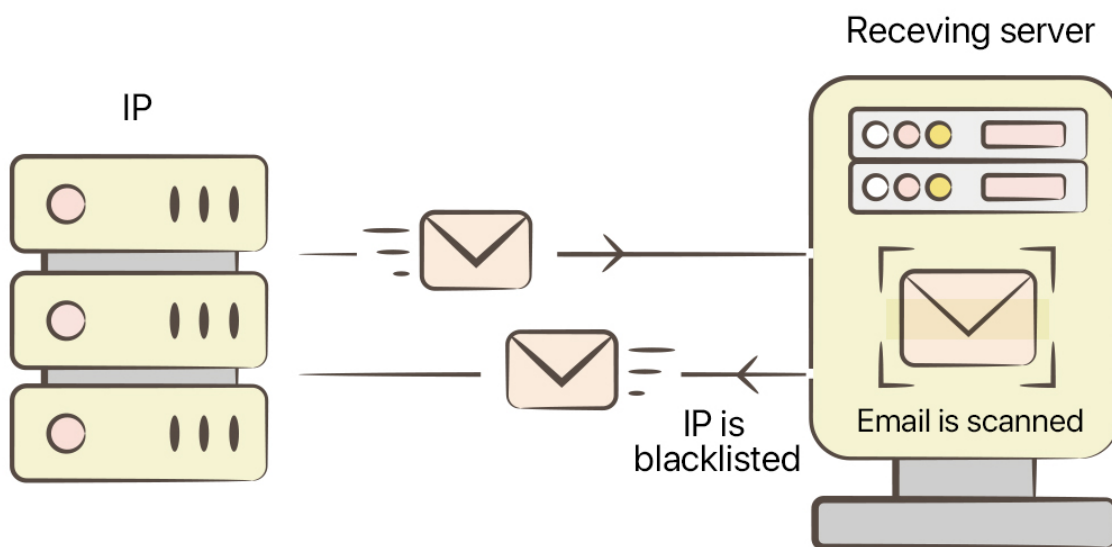 Receving server
IP
IP is
blacklisted
Email is scanned